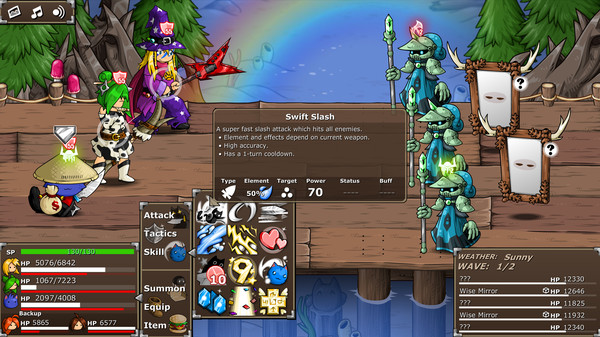 Swift Slash
A super fast slash attack which hits all enemies.
• Element and effects depend on current weapon.
• High accuracy.
• Has a 1-turn cooldown.
Type Element Target Power Status Buff
50% 70
Attack
Tactics
Skill
Summon
Equip
Item
10
SP 130/130
HP 5076/6842
HP 1067/7223
HP 2097/4008
Backup
HP 5865 HP 6577
WEATHER: Sunny
WAVE: 1/2
??? HP 12330
Wise Mirror HP 12646
??? HP 11825
Wise Mirror HP 11932
??? HP 12340
?
?